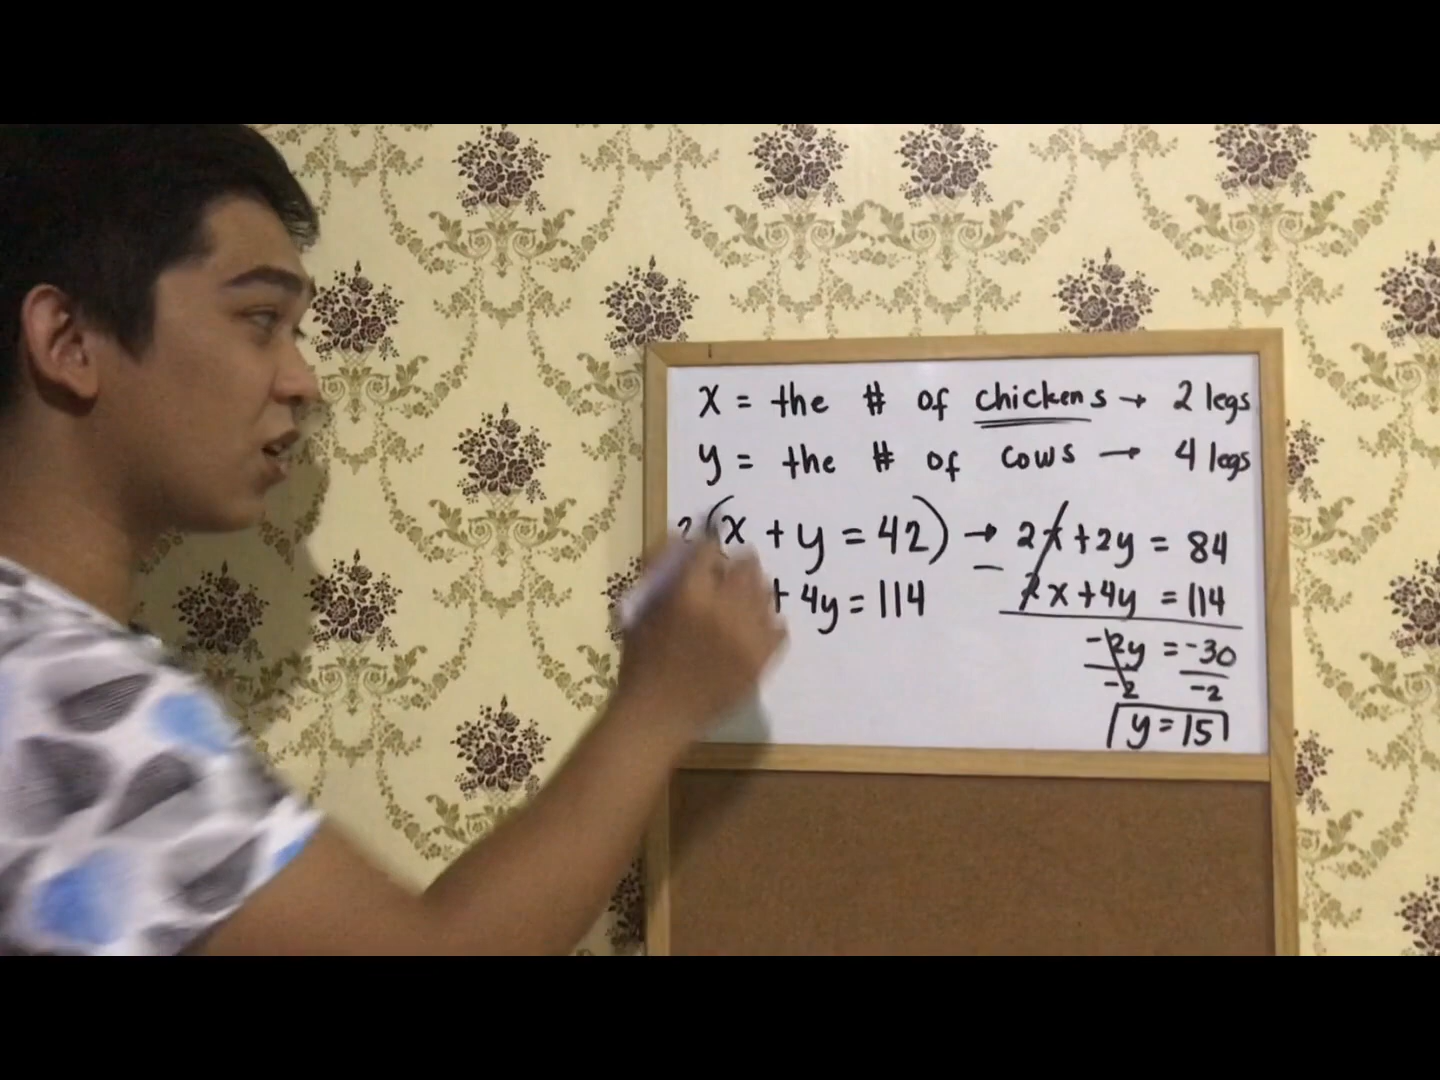 x = the # of chickens → 2 legs
y = the # of cows → 4 legs
2(x + y = 42) → 2x + 2y = 84
+ 4y = 114
− 2x + 4y = 114
-2y = -30
-2 -2
y = 15